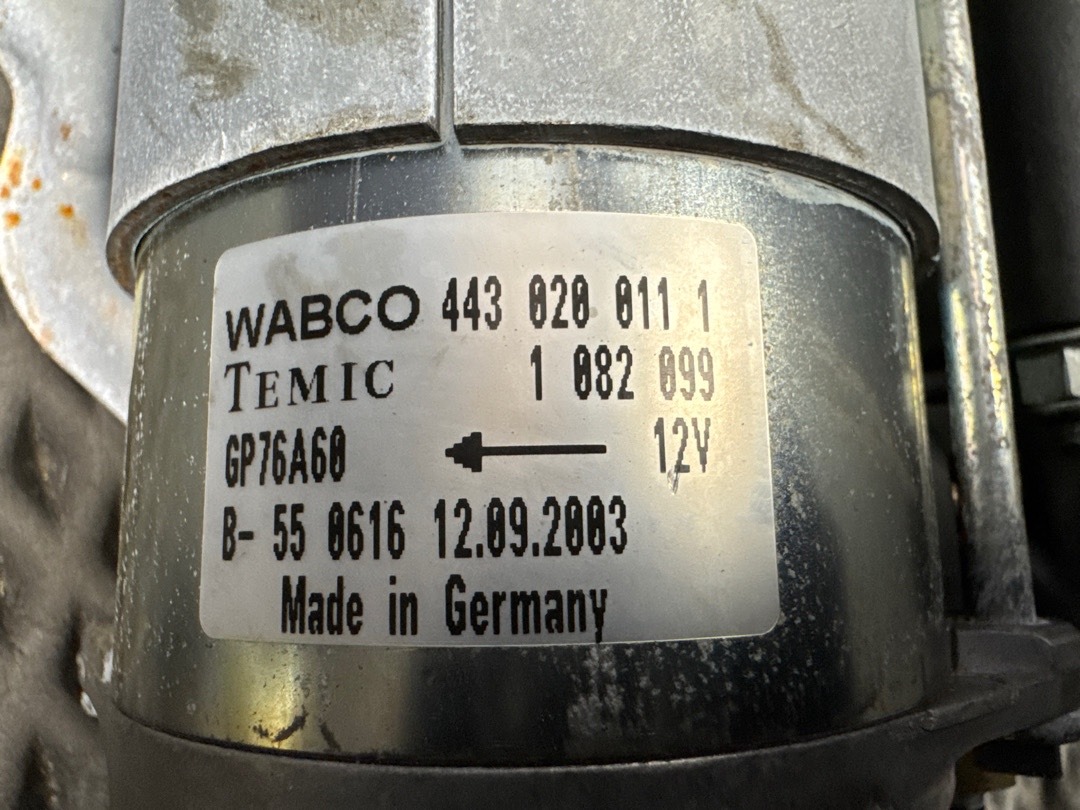 WABCO 443 020 011 1
TEMIC 1 082 099
GP76A60 12V
B- 55 0616 12.09.2003
Made in Germany